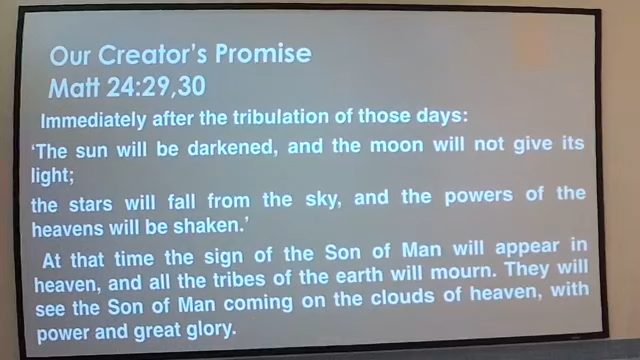 Our Creator's Promise
Matt 24:29,30
Immediately after the tribulation of those days:
'The sun will be darkened, and the moon will not give its
light;
the stars will fall from the sky, and the powers of the
heavens will be shaken.'
At that time the sign of the Son of Man will appear in
heaven, and all the tribes of the earth will mourn. They will
see the Son of Man coming on the clouds of heaven, with
power and great glory.